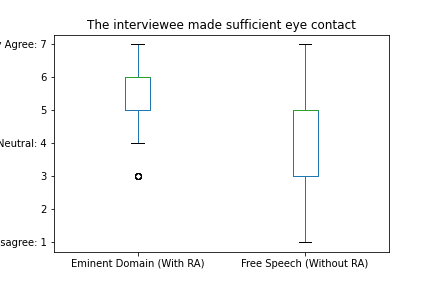 The interviewee made sufficient eye contact
Agree: 7
6
5
Neutral: 4
3
2
1
Eminent Domain (With RA)
Free Speech (Without RA)